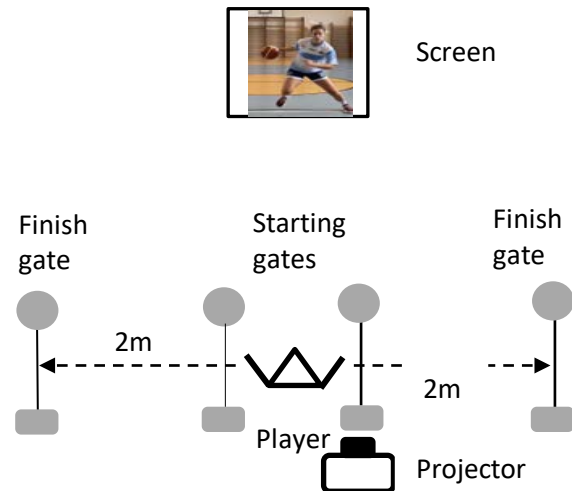 Screen
Finish
gate
Starting
gates
Finish
gate
2m
2m
Player
Projector